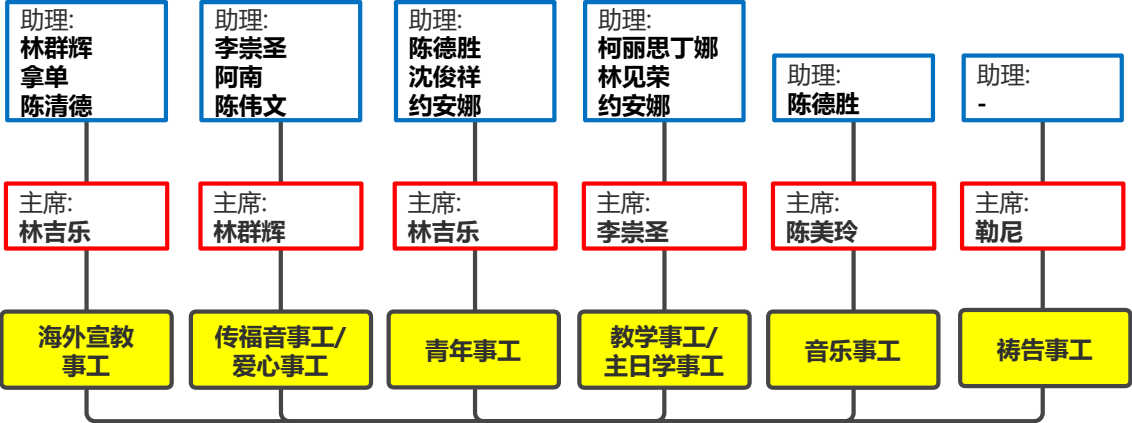 助理:
林群辉
拿单
陈清德
助理:
李崇圣
阿南
陈伟文
助理:
陈德胜
沈俊祥
约安娜
助理:
柯丽思丁娜
林见荣
约安娜
助理:
陈德胜
助理:
-
主席:
林吉乐
主席:
林群辉
主席:
林吉乐
主席:
李崇圣
主席:
陈美玲
主席:
勒尼
海外宣教
事工
传福音事工/
爱心事工
青年事工
教学事工/
主日学事工
音乐事工
祷告事工